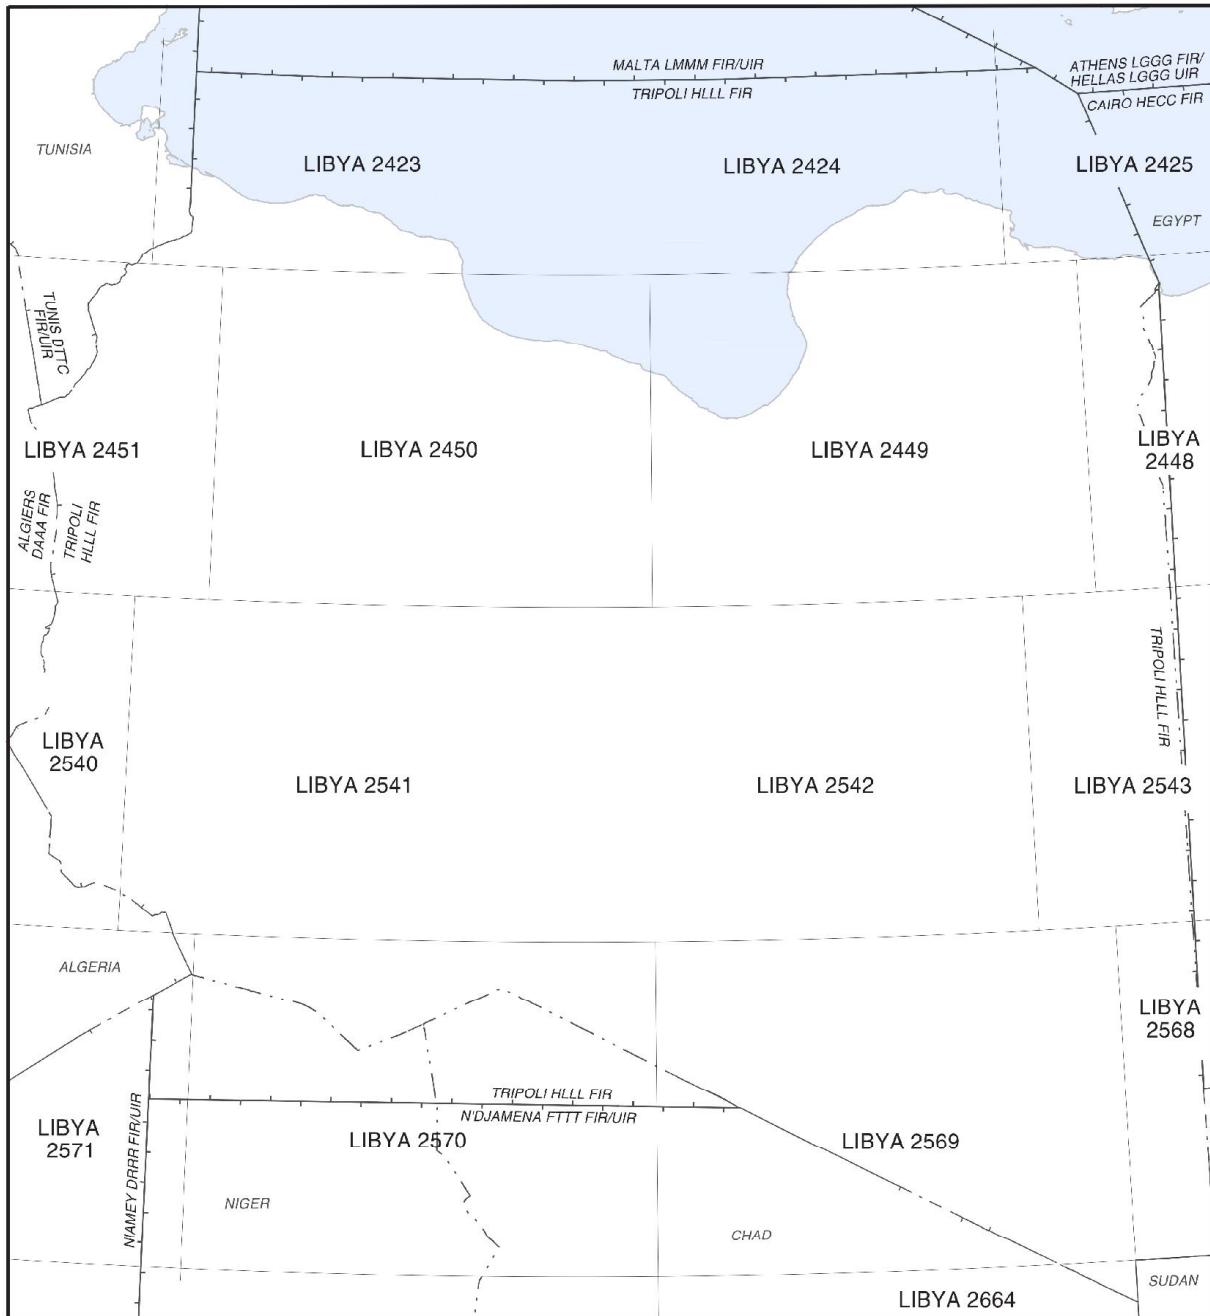 MALTA LMMM FIR/UIR
TRIPOLI HLLL FIR
ATHENS LGGG FIR/
HELLAS LGGG UIR
CAIRO HECC FIR
TUNISIA
LIBYA 2423
LIBYA 2424
LIBYA 2425
EGYPT
TUNIS DTTC
FIR/UIR
LIBYA 2451
LIBYA 2450
LIBYA 2449
LIBYA
2448
ALGIERS
DAAA FIR
TRIPOLI
HLLL FIR
TRIPOLI HLLL FIR
LIBYA
2540
LIBYA 2541
LIBYA 2542
LIBYA 2543
ALGERIA
LIBYA
2568
TRIPOLI HLLL FIR
N'DJAMENA FTTT FIR/UIR
LIBYA
2571
NIAMEY DRRR FIR/UIR
LIBYA 2570
LIBYA 2569
NIGER
CHAD
SUDAN
LIBYA 2664